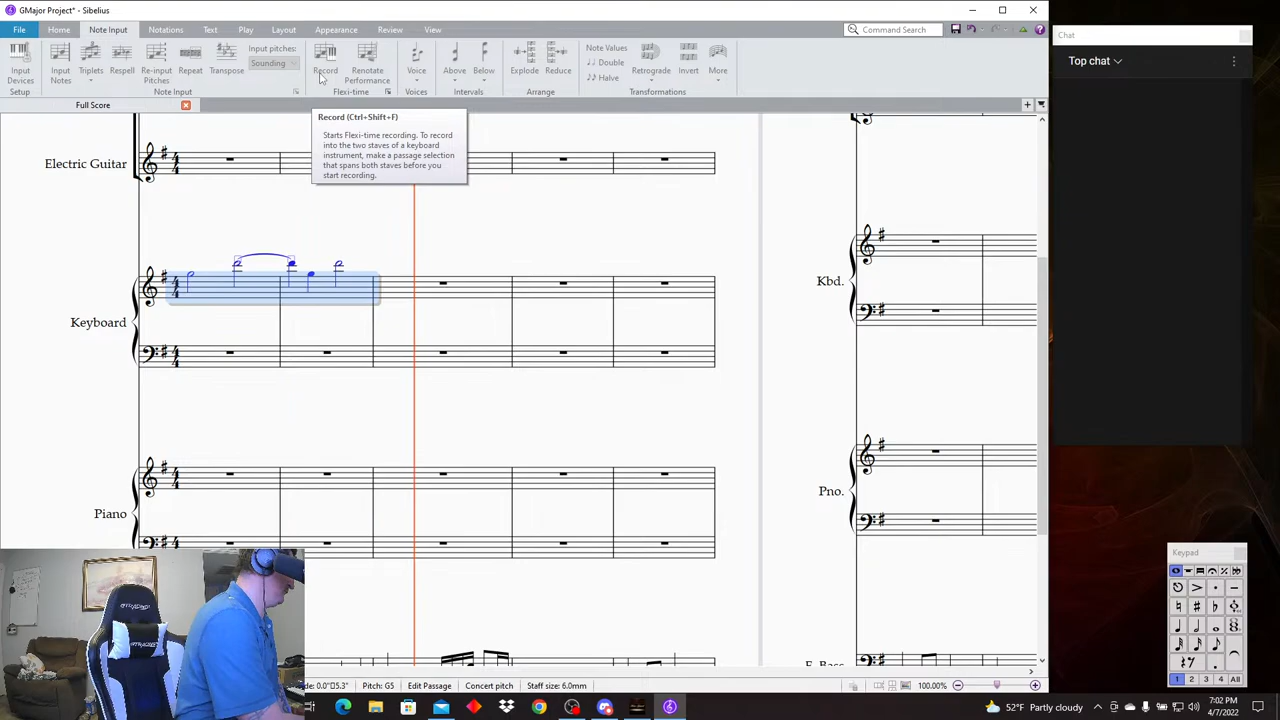 GMajor Project* - Sibelius
File Home Note Input Notations Text Play Layout Appearance Review View Command Search
Input Devices
Input Notes
Triplets
Respell
Re-input Pitches
Repeat
Transpose
Input pitches:
Sounding
Record
Renotate Performance
Voice
Above
Below
Explode
Reduce
Note Values
Double
Halve
Retrograde
Invert
More
Setup Note Input Flexi-time Voices Intervals Arrange Transformations
Full Score
Record (Ctrl+Shift+F)
Starts Flexi-time recording. To record
into the two staves of a keyboard
instrument, make a passage selection
that spans both staves before you
start recording.
Electric Guitar
Keyboard
Piano
Kbd.
Pno.
E. Bass
Chat
Top chat
Keypad
1 2 3 4 All
Pitch: G5 Edit Passage Concert pitch Staff size: 6.0mm 100.00%
52°F Partly cloudy
7:02 PM
4/7/2022